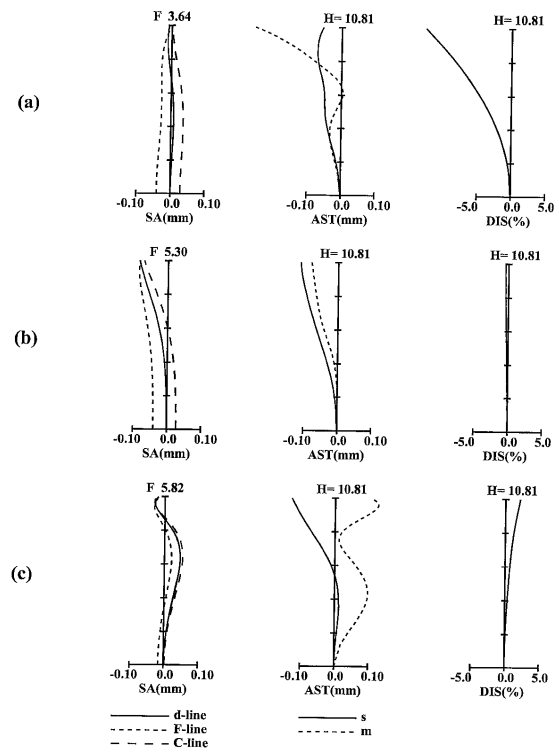 F 3.64 H= 10.81 H= 10.81
(a)
-0.10 0.0 0.10 -0.10 0.0 0.10 -5.0 0.0 5.0
SA(mm) AST(mm) DIS(%)
F 5.30 H= 10.81 H= 10.81
(b)
-0.10 0.0 0.10 -0.10 0.0 0.10 -5.0 0.0 5.0
SA(mm) AST(mm) DIS(%)
F 5.82 H= 10.81 H= 10.81
(c)
-0.10 0.0 0.10 -0.10 0.0 0.10 -5.0 0.0 5.0
SA(mm) AST(mm) DIS(%)
d-line s
F-line m
C-line